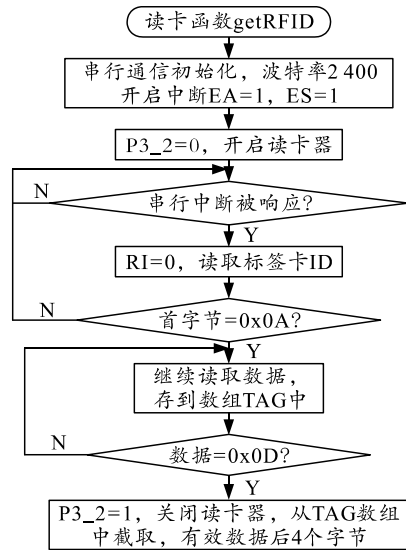 读卡函数getRFID
串行通信初始化，波特率2 400
开启中断EA=1，ES=1
P3_2=0，开启读卡器
N
串行中断被响应?
Y
RI=0，读取标签卡ID
N
首字节=0x0A?
Y
继续读取数据，
存到数组TAG中
N
数据=0x0D?
Y
P3_2=1，关闭读卡器，从TAG数组
中截取，有效数据后4个字节